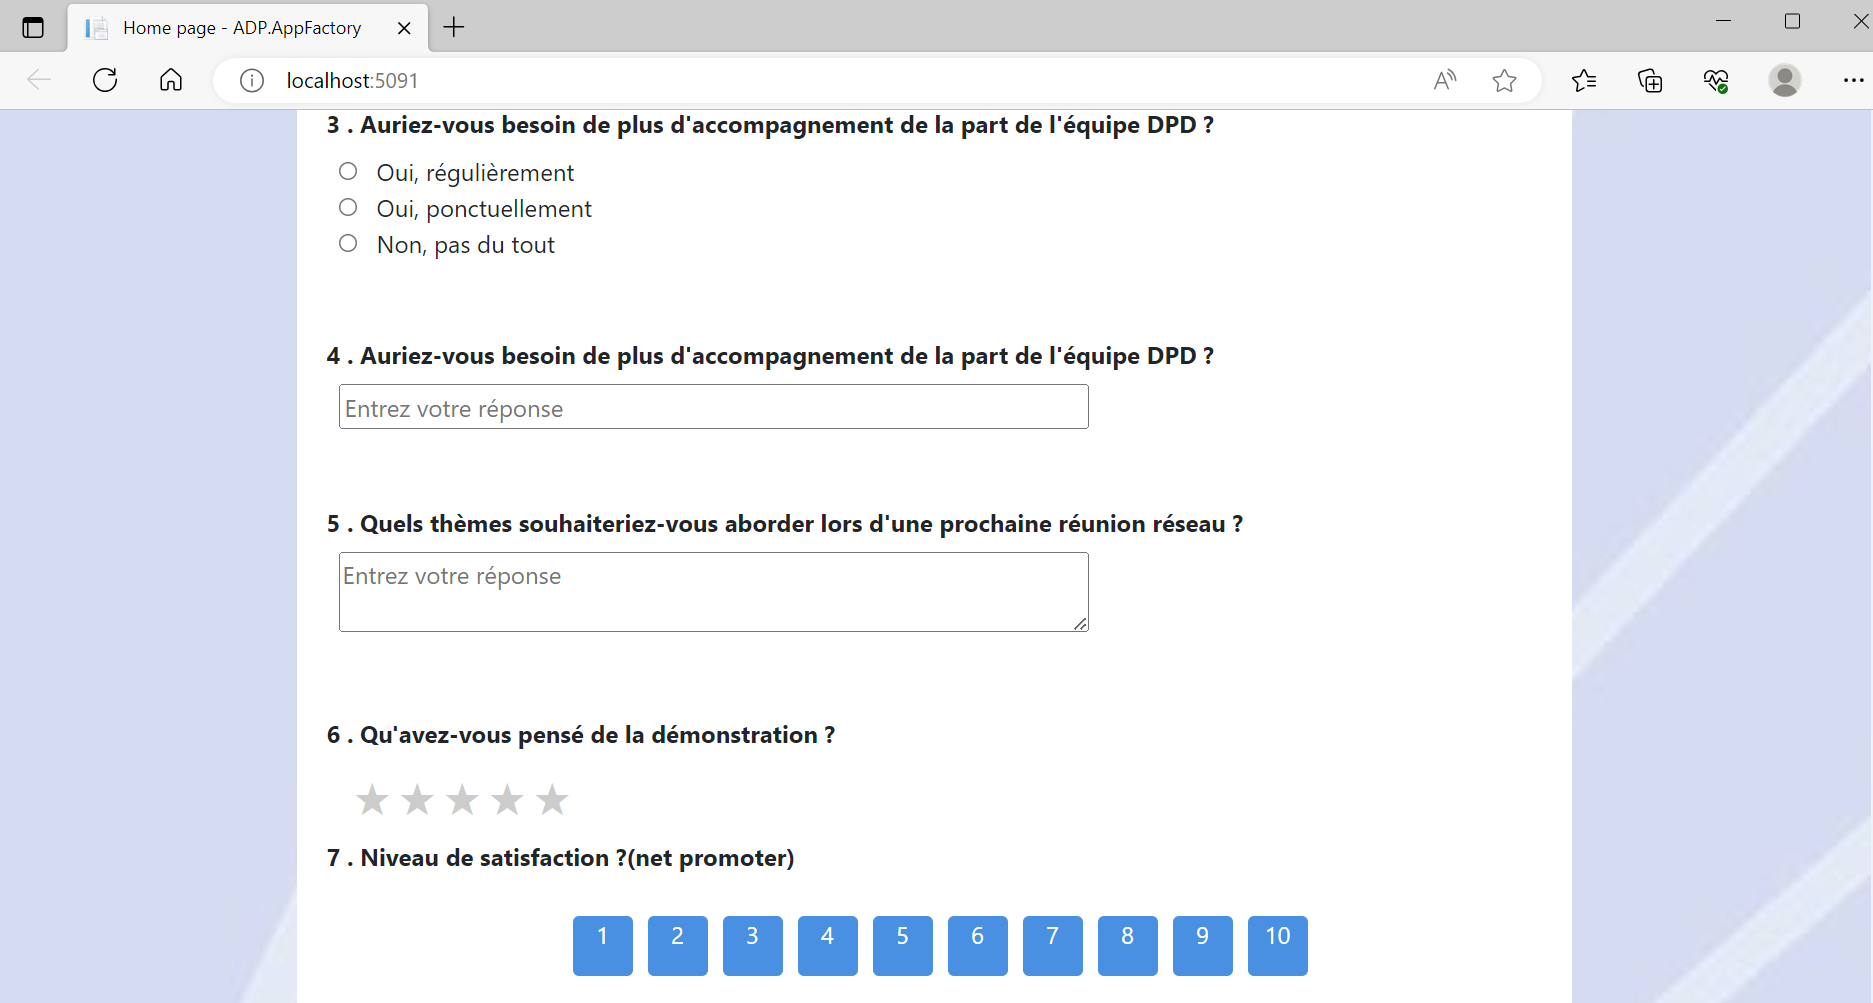 Home page - ADP.AppFactory
localhost:5091
3 . Auriez-vous besoin de plus d'accompagnement de la part de l'équipe DPD ?
Oui, régulièrement
Oui, ponctuellement
Non, pas du tout
4 . Auriez-vous besoin de plus d'accompagnement de la part de l'équipe DPD ?
Entrez votre réponse
5 . Quels thèmes souhaiteriez-vous aborder lors d'une prochaine réunion réseau ?
Entrez votre réponse
6 . Qu'avez-vous pensé de la démonstration ?
7 . Niveau de satisfaction ?(net promoter)
1 2 3 4 5 6 7 8 9 10